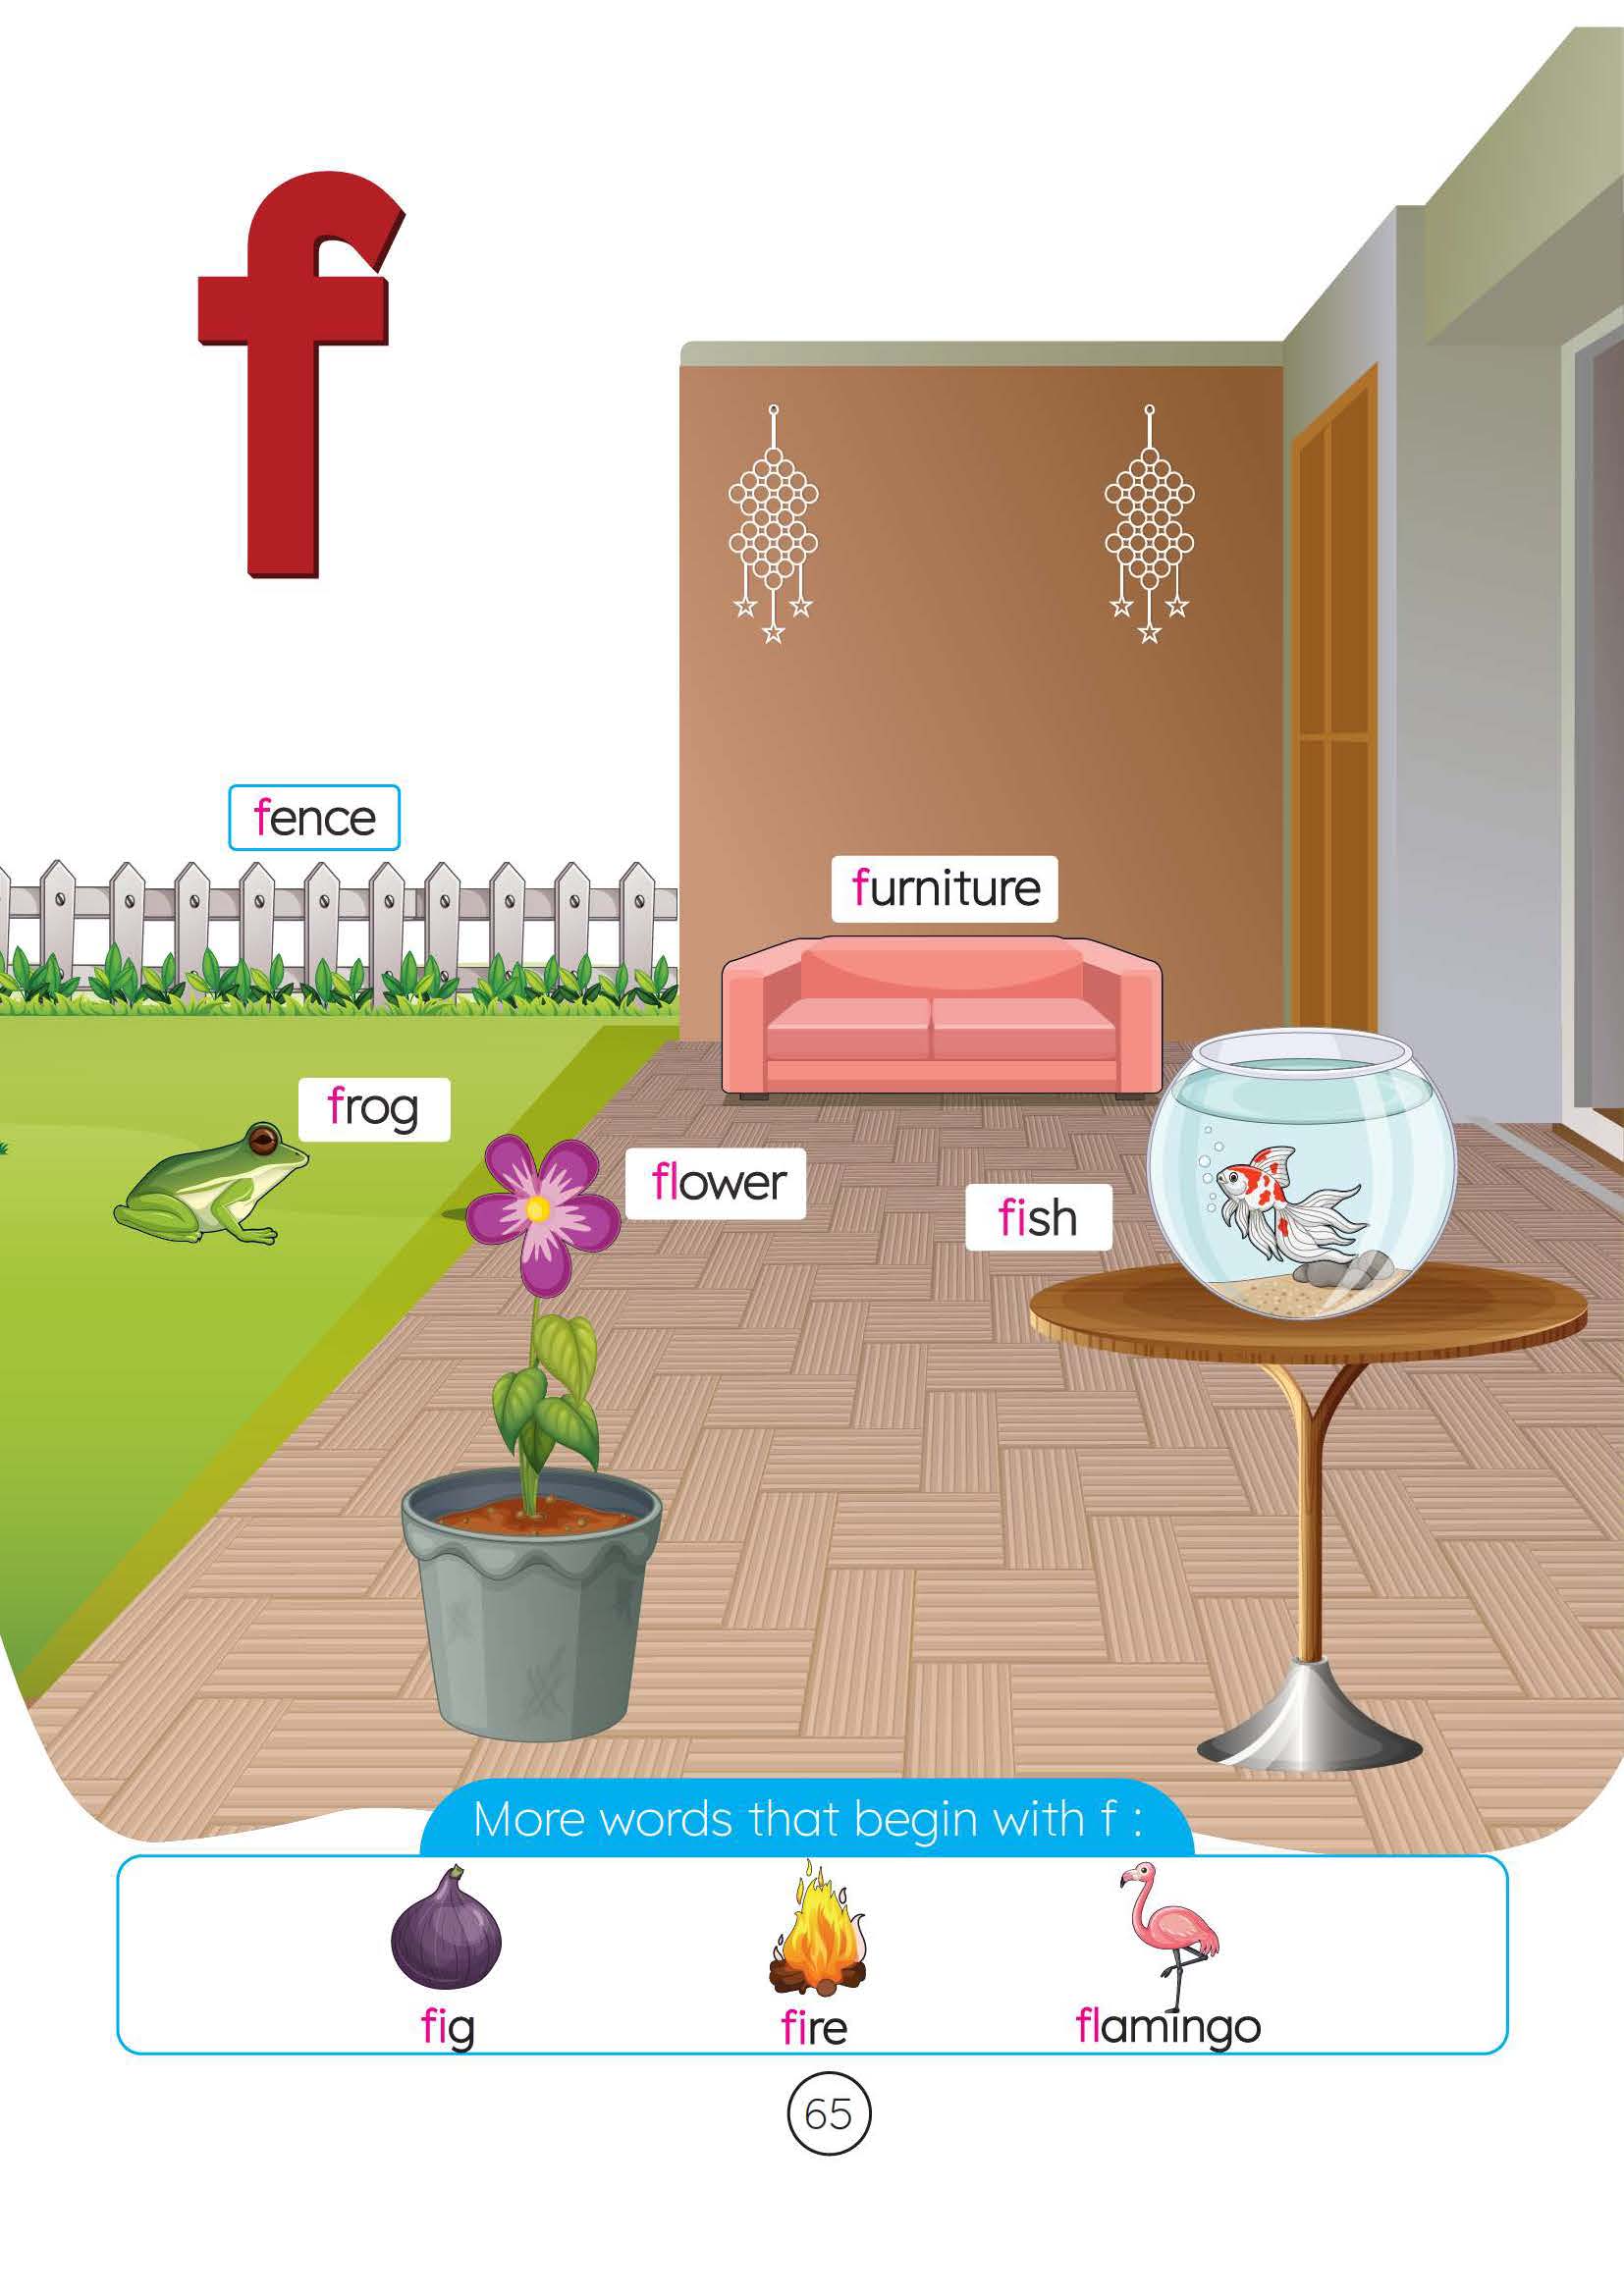 f
fence
furniture
frog
flower
fish
More words that begin with f :
fig
fire
flamingo
65